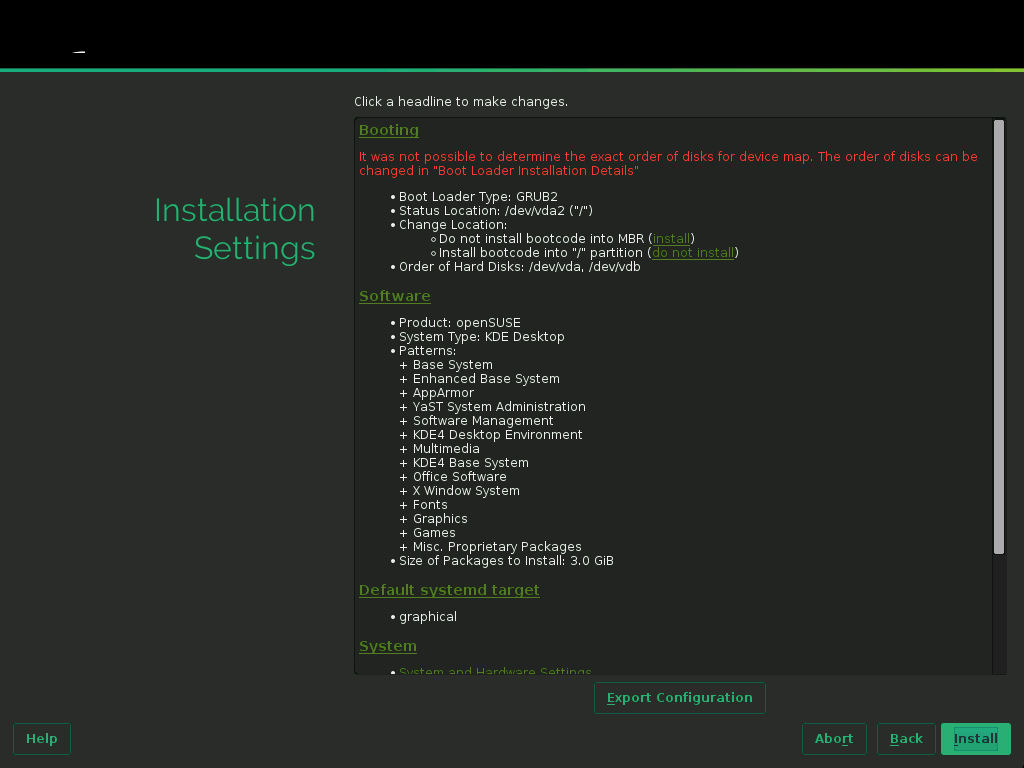 Click a headline to make changes.
Installation
Settings
Booting
It was not possible to determine the exact order of disks for device map. The order of disks can be
changed in "Boot Loader Installation Details"
• Boot Loader Type: GRUB2
• Status Location: /dev/vda2 ("/")
• Change Location:
◦ Do not install bootcode into MBR (install)
◦ Install bootcode into "/" partition (do not install)
• Order of Hard Disks: /dev/vda, /dev/vdb
Software
• Product: openSUSE
• System Type: KDE Desktop
• Patterns:
+ Base System
+ Enhanced Base System
+ AppArmor
+ YaST System Administration
+ Software Management
+ KDE4 Desktop Environment
+ Multimedia
+ KDE4 Base System
+ Office Software
+ X Window System
+ Fonts
+ Graphics
+ Games
+ Misc. Proprietary Packages
• Size of Packages to Install: 3.0 GiB
Default systemd target
• graphical
System
• System and Hardware Settings
Export Configuration
Help
Abort
Back
Install